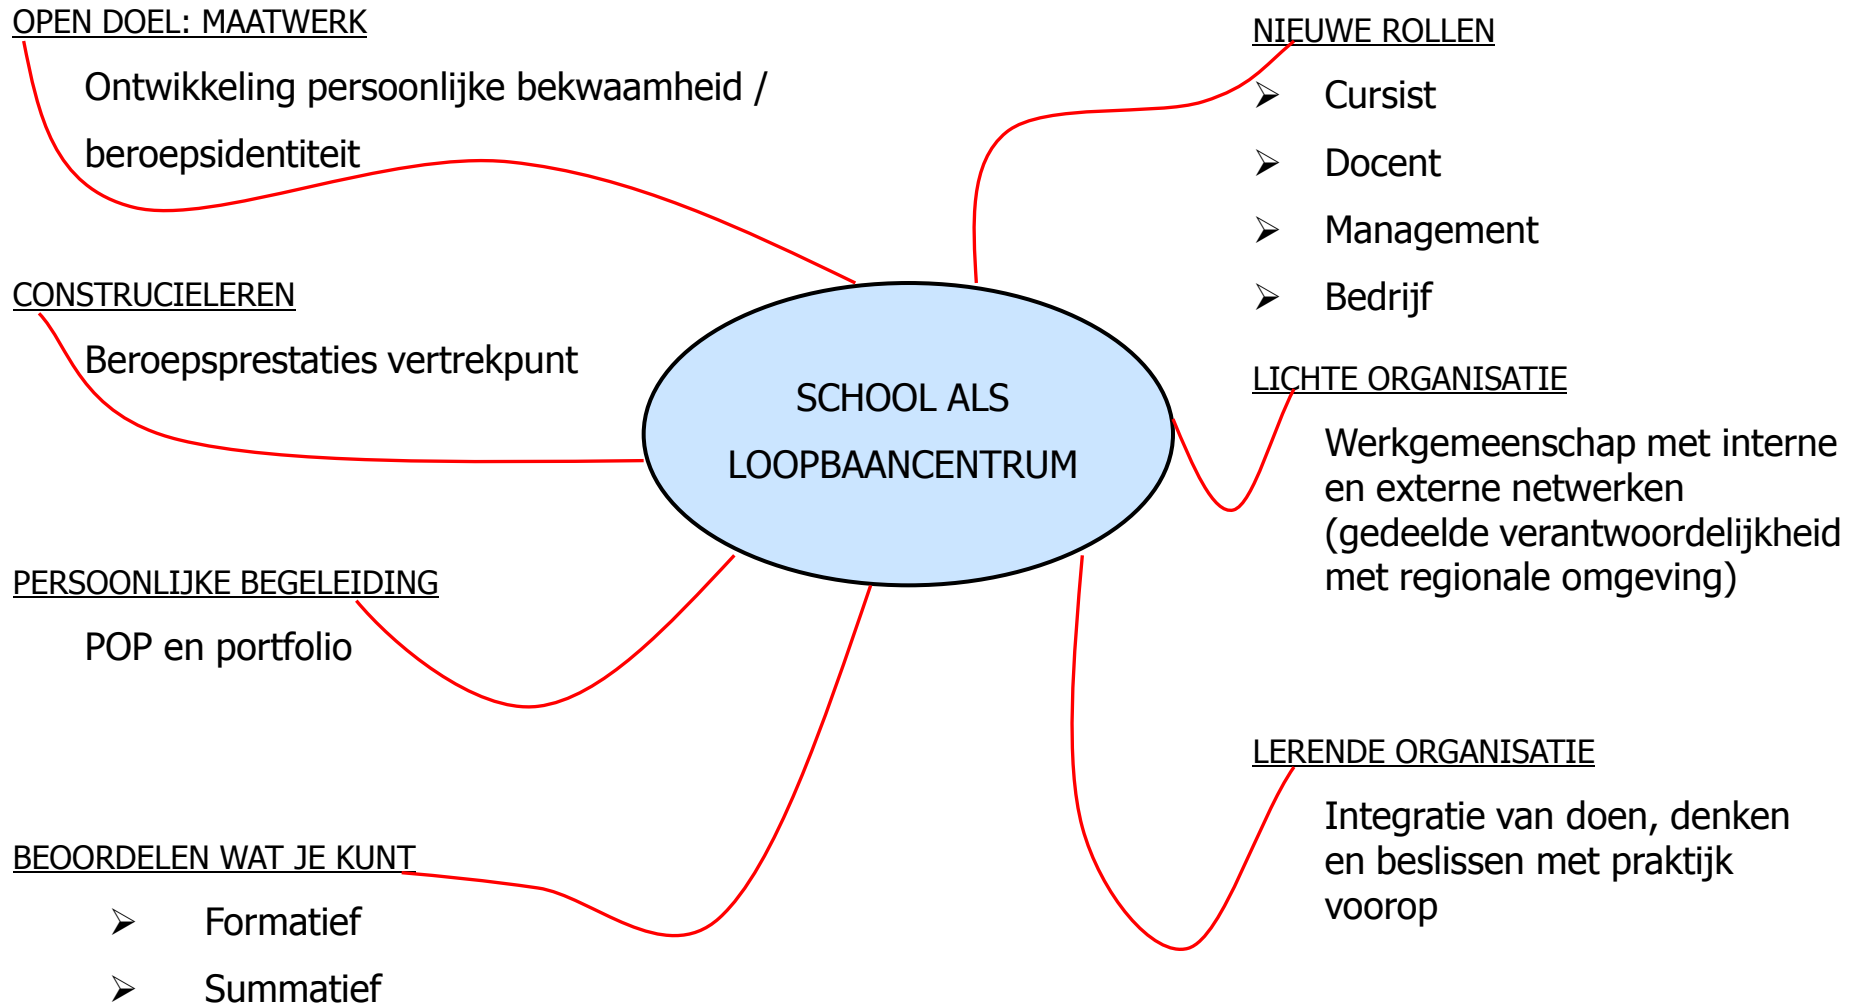 OPEN DOEL: MAATWERK
Ontwikkeling persoonlijke bekwaamheid /
beroepsidentiteit
CONSTRUCIELEREN
Beroepsprestaties vertrekpunt
PERSOONLIJKE BEGELEIDING
POP en portfolio
BEOORDELEN WAT JE KUNT
➢ Formatief
➢ Summatief
SCHOOL ALS
LOOPBAANCENTRUM
NIEUWE ROLLEN
➢ Cursist
➢ Docent
➢ Management
➢ Bedrijf
LICHTE ORGANISATIE
Werkgemeenschap met interne
en externe netwerken
(gedeelde verantwoordelijkheid
met regionale omgeving)
LERENDE ORGANISATIE
Integratie van doen, denken
en beslissen met praktijk
voorop